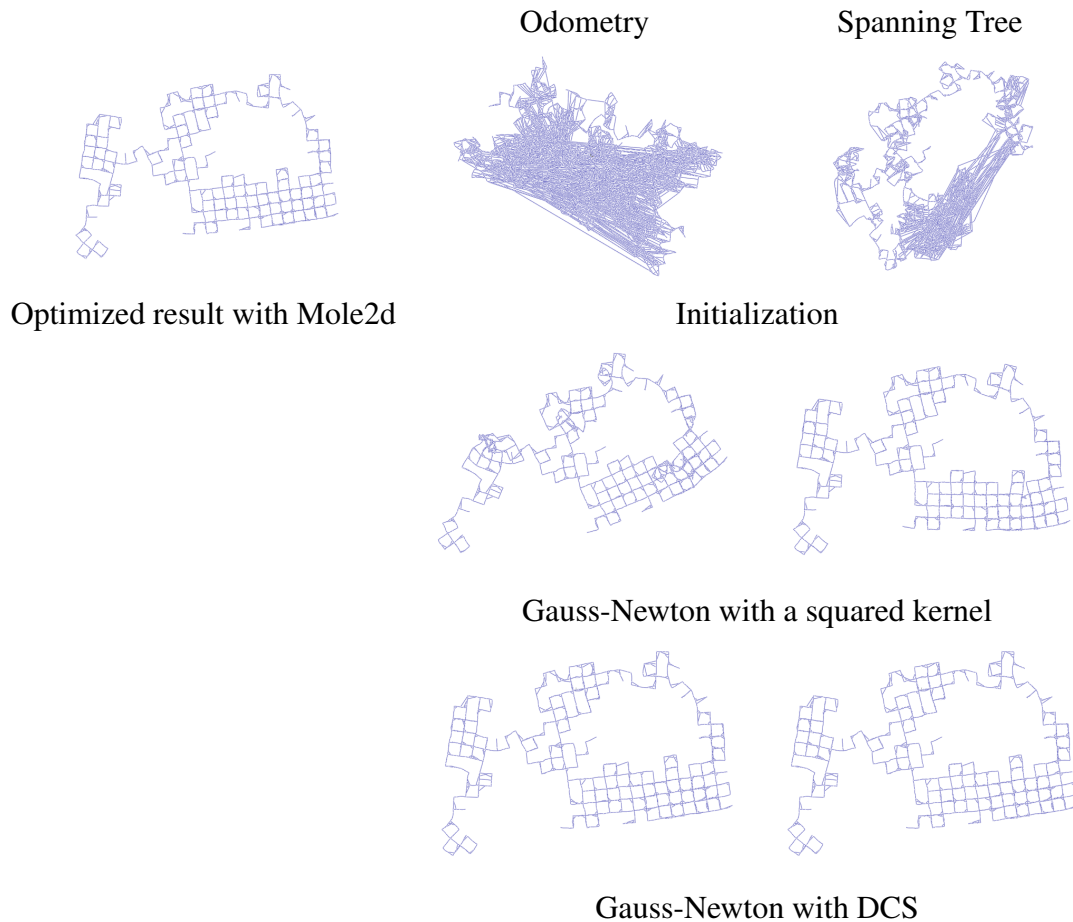 Odometry
Spanning Tree
Optimized result with Mole2d
Initialization
Gauss-Newton with a squared kernel
Gauss-Newton with DCS